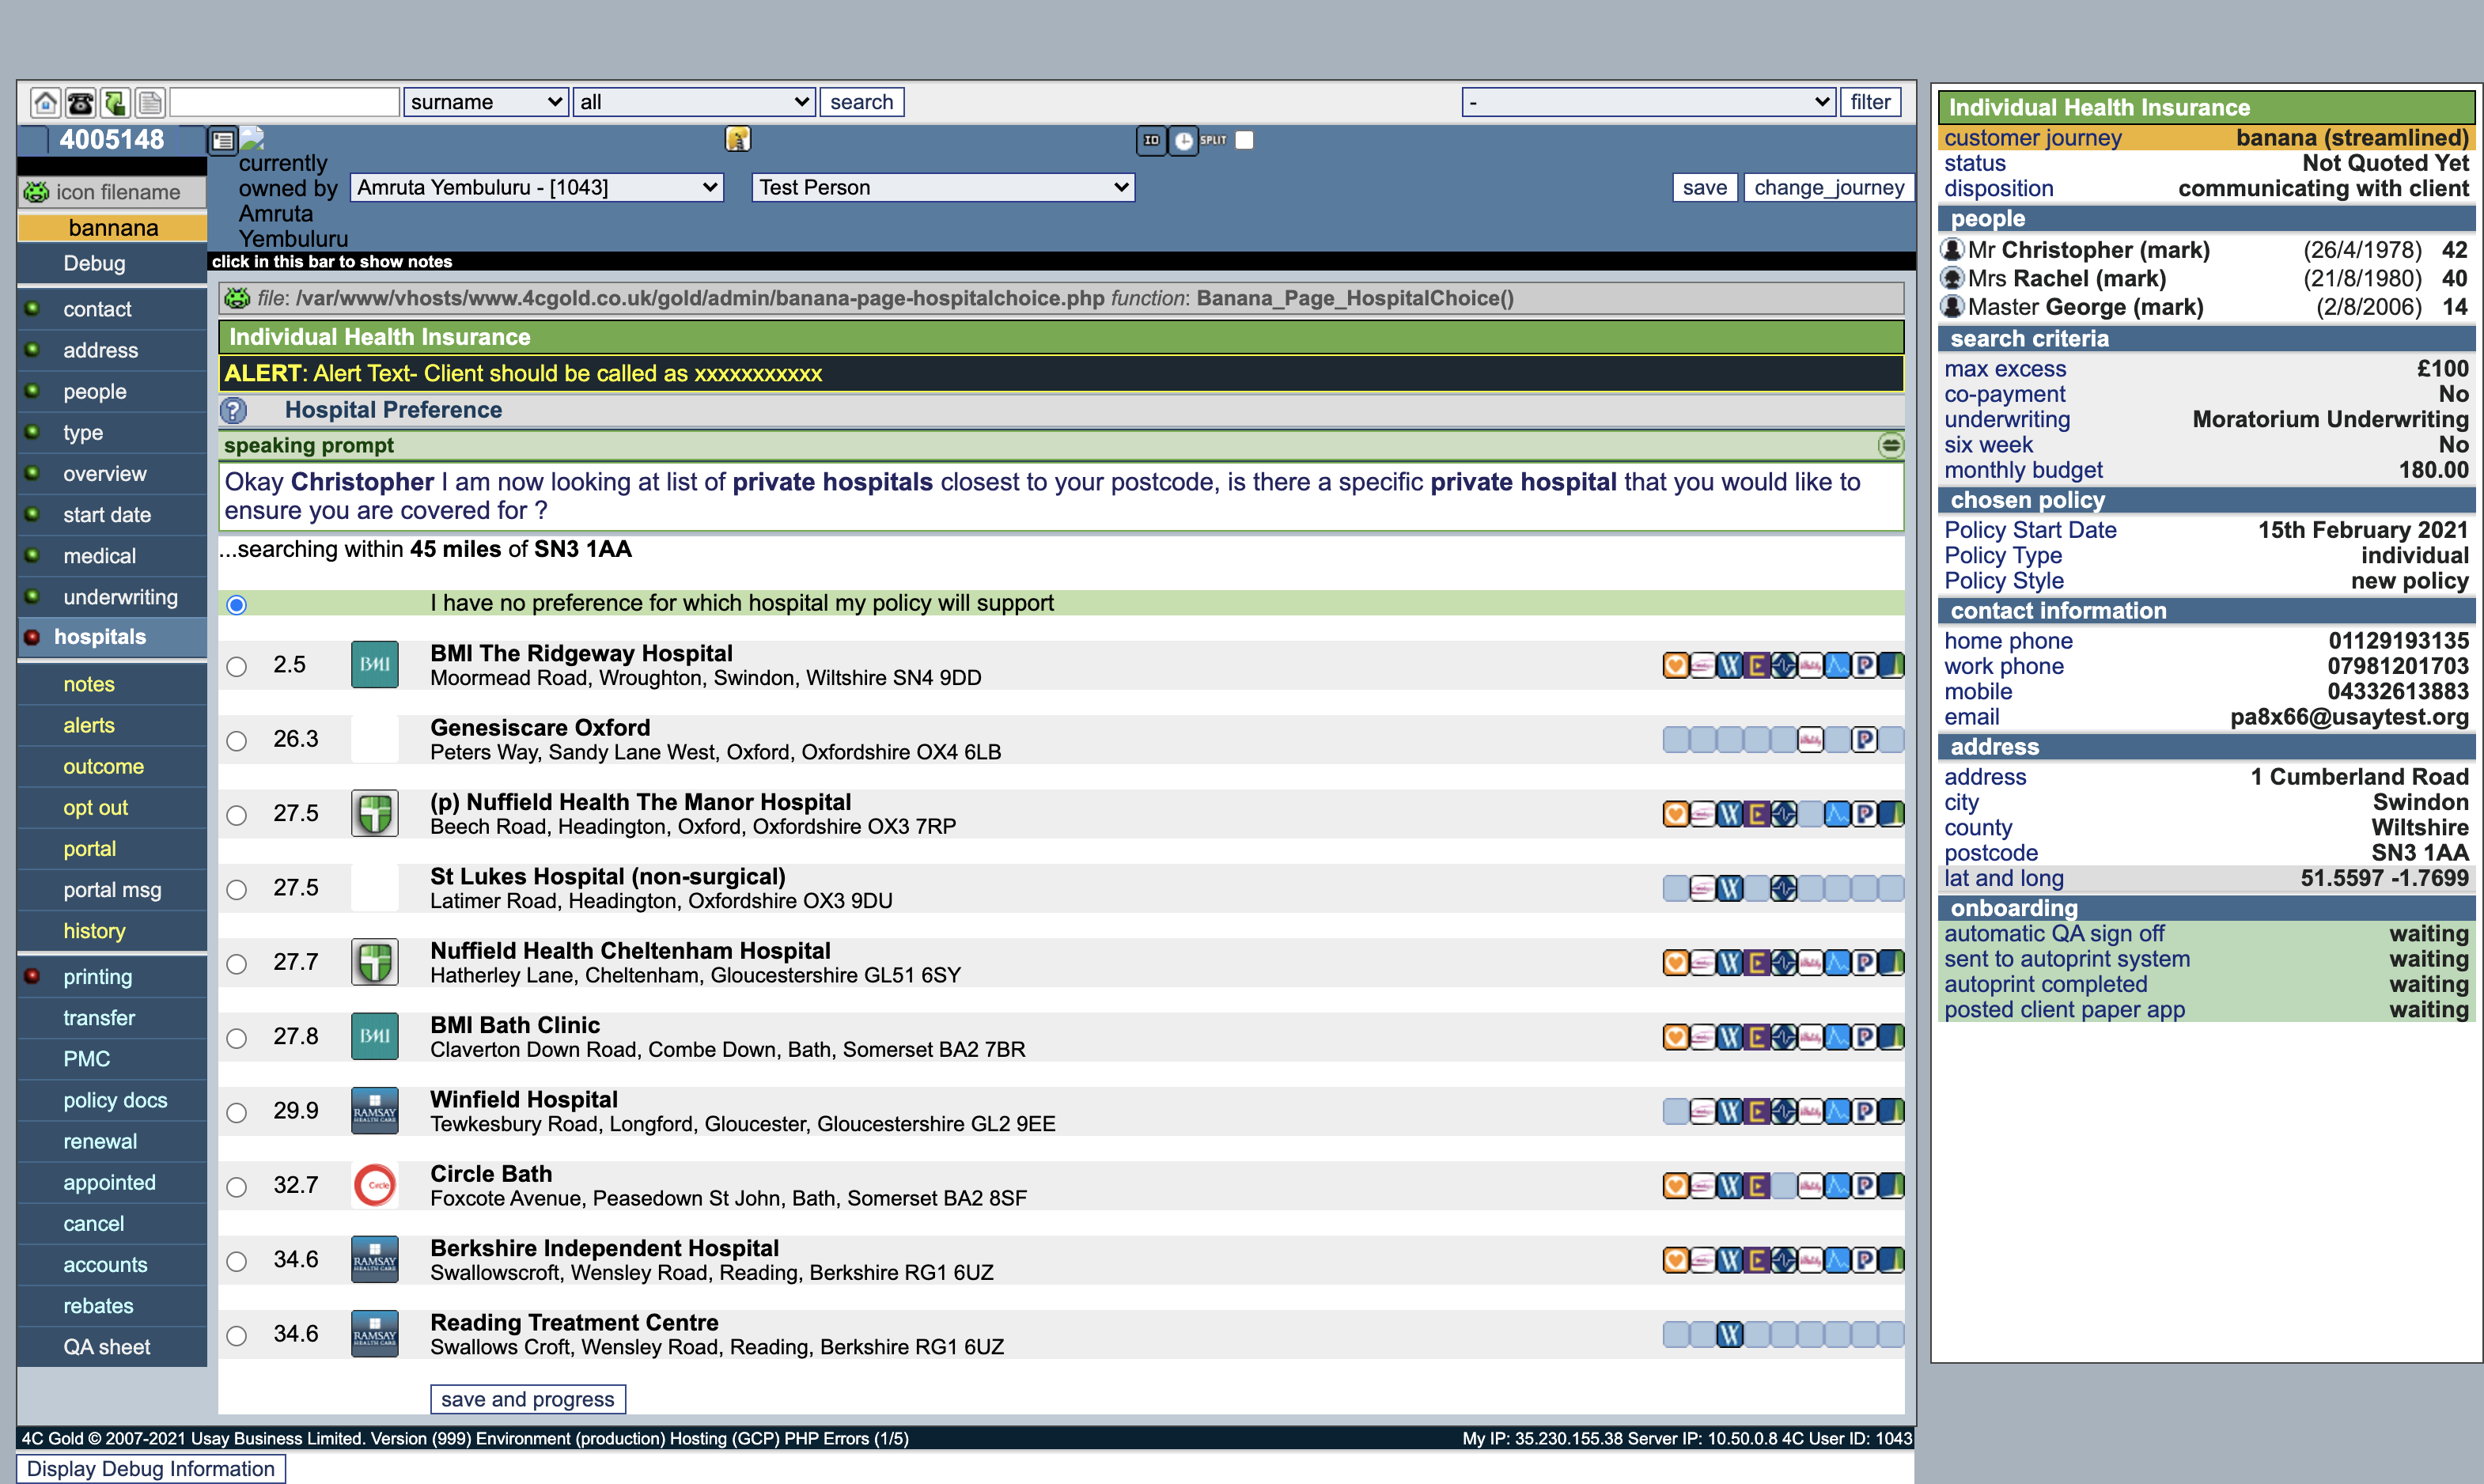 surname
all
search
-
filter
4005148
currently
owned by
Amruta
Yembuluru
Amruta Yembuluru - [1043]
Test Person
IO
SPLIT
save
change_journey
icon filename
bannana
Debug
click in this bar to show notes
contact
address
people
type
overview
start date
medical
underwriting
hospitals
notes
alerts
outcome
opt out
portal
portal msg
history
printing
transfer
PMC
policy docs
renewal
appointed
cancel
accounts
rebates
QA sheet
file: /var/www/vhosts/www.4cgold.co.uk/gold/admin/banana-page-hospitalchoice.php function: Banana_Page_HospitalChoice()
Individual Health Insurance
ALERT: Alert Text- Client should be called as xxxxxxxxxxx
? Hospital Preference
speaking prompt
Okay Christopher I am now looking at list of private hospitals closest to your postcode, is there a specific private hospital that you would like to
ensure you are covered for ?
...searching within 45 miles of SN3 1AA
I have no preference for which hospital my policy will support
2.5 BMI BMI The Ridgeway Hospital
Moormead Road, Wroughton, Swindon, Wiltshire SN4 9DD
26.3 Genesiscare Oxford
Peters Way, Sandy Lane West, Oxford, Oxfordshire OX4 6LB
27.5 (p) Nuffield Health The Manor Hospital
Beech Road, Headington, Oxford, Oxfordshire OX3 7RP
27.5 St Lukes Hospital (non-surgical)
Latimer Road, Headington, Oxfordshire OX3 9DU
27.7 Nuffield Health Cheltenham Hospital
Hatherley Lane, Cheltenham, Gloucestershire GL51 6SY
27.8 BMI BMI Bath Clinic
Claverton Down Road, Combe Down, Bath, Somerset BA2 7BR
29.9 RAMSAY HEALTH CARE Winfield Hospital
Tewkesbury Road, Longford, Gloucester, Gloucestershire GL2 9EE
32.7 Circle Circle Bath
Foxcote Avenue, Peasedown St John, Bath, Somerset BA2 8SF
34.6 RAMSAY HEALTH CARE Berkshire Independent Hospital
Swallowscroft, Wensley Road, Reading, Berkshire RG1 6UZ
34.6 RAMSAY HEALTH CARE Reading Treatment Centre
Swallows Croft, Wensley Road, Reading, Berkshire RG1 6UZ
save and progress
4C Gold © 2007-2021 Usay Business Limited. Version (999) Environment (production) Hosting (GCP) PHP Errors (1/5)
My IP: 35.230.155.38 Server IP: 10.50.0.8 4C User ID: 1043
Display Debug Information
Individual Health Insurance
customer journey banana (streamlined)
status Not Quoted Yet
disposition communicating with client
people
Mr Christopher (mark) (26/4/1978) 42
Mrs Rachel (mark) (21/8/1980) 40
Master George (mark) (2/8/2006) 14
search criteria
max excess £100
co-payment No
underwriting Moratorium Underwriting
six week No
monthly budget 180.00
chosen policy
Policy Start Date 15th February 2021
Policy Type individual
Policy Style new policy
contact information
home phone 01129193135
work phone 07981201703
mobile 04332613883
email pa8x66@usaytest.org
address
address 1 Cumberland Road
city Swindon
county Wiltshire
postcode SN3 1AA
lat and long 51.5597 -1.7699
onboarding
automatic QA sign off waiting
sent to autoprint system waiting
autoprint completed waiting
posted client paper app waiting